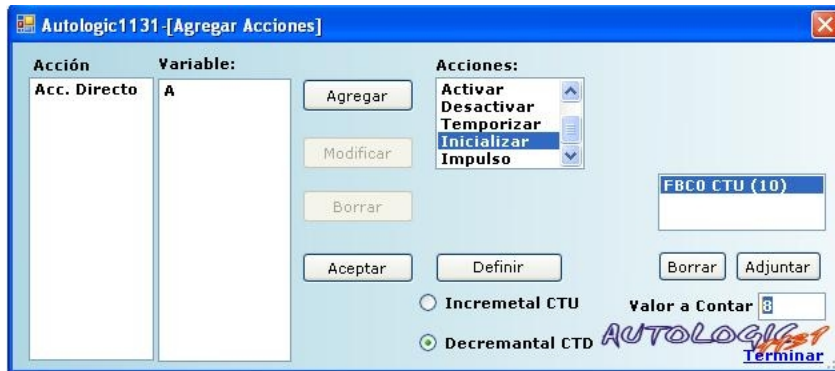 Autologic1131-[Agregar Acciones]
Acción
Variable:
Acciones:
Acc. Directo
A
Agregar
Modificar
Borrar
Aceptar
Activar
Desactivar
Temporizar
Inicializar
Impulso
FBC0 CTU (10)
Definir
Borrar
Adjuntar
Incremetal CTU
Valor a Contar 8
Decremantal CTD
AUTOLOGIC
Terminar